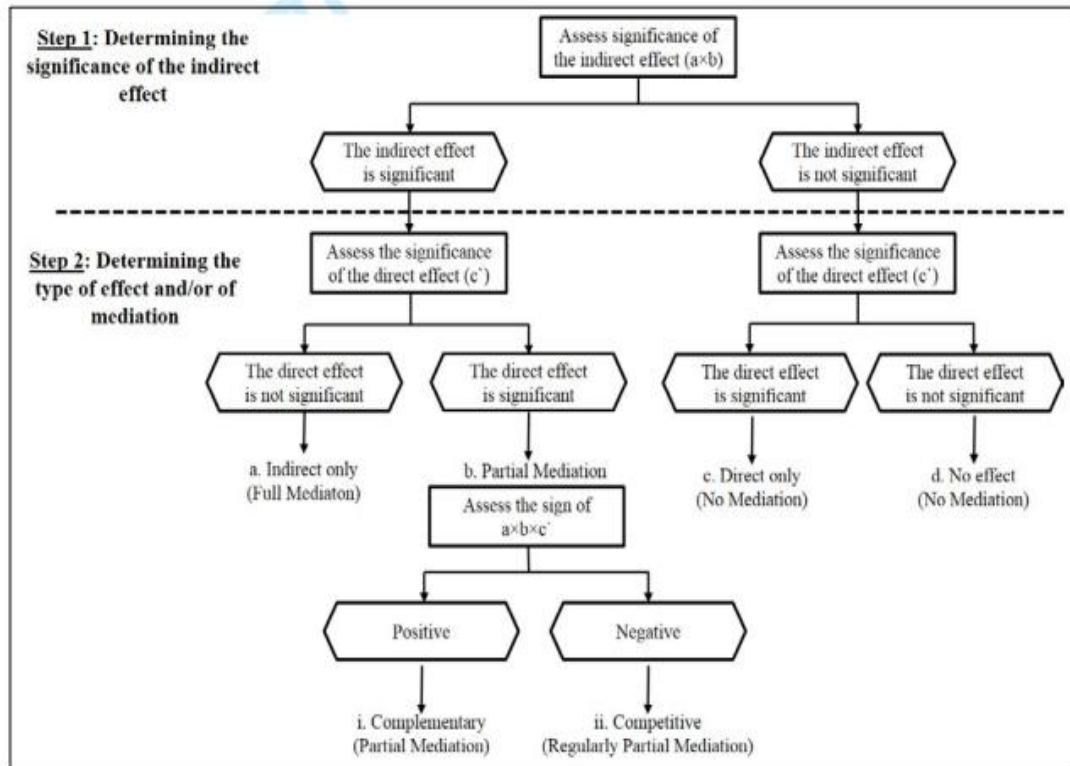 Step 1: Determining the
significance of the indirect
effect
Assess significance of
the indirect effect (a×b)
The indirect effect
is significant
The indirect effect
is not significant
Step 2: Determining the
type of effect and/or of
mediation
Assess the significance
of the direct effect (c`)
Assess the significance
of the direct effect (c`)
The direct effect
is not significant
The direct effect
is significant
The direct effect
is significant
The direct effect
is not significant
a. Indirect only
(Full Mediaton)
b. Partial Mediation
c. Direct only
(No Mediation)
d. No effect
(No Mediation)
Assess the sign of
a×b×c`
Positive
Negative
i. Complementary
(Partial Mediation)
ii. Competitive
(Regularly Partial Mediation)